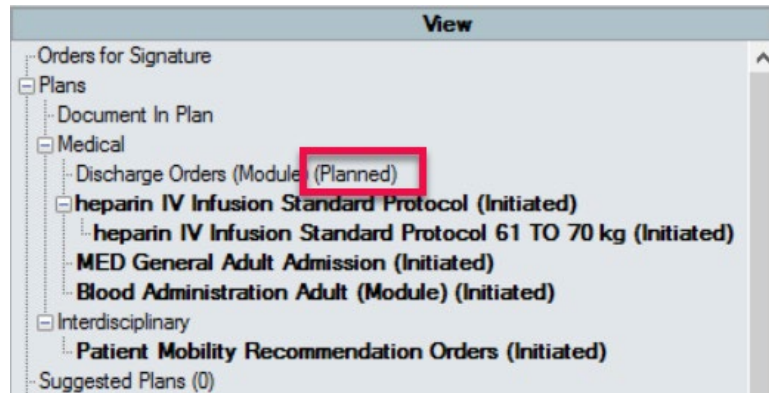 View
Orders for Signature
Plans
Document In Plan
Medical
Discharge Orders (Module) (Planned)
heparin IV Infusion Standard Protocol (Initiated)
heparin IV Infusion Standard Protocol 61 TO 70 kg (Initiated)
MED General Adult Admission (Initiated)
Blood Administration Adult (Module) (Initiated)
Interdisciplinary
Patient Mobility Recommendation Orders (Initiated)
Suggested Plans (0)